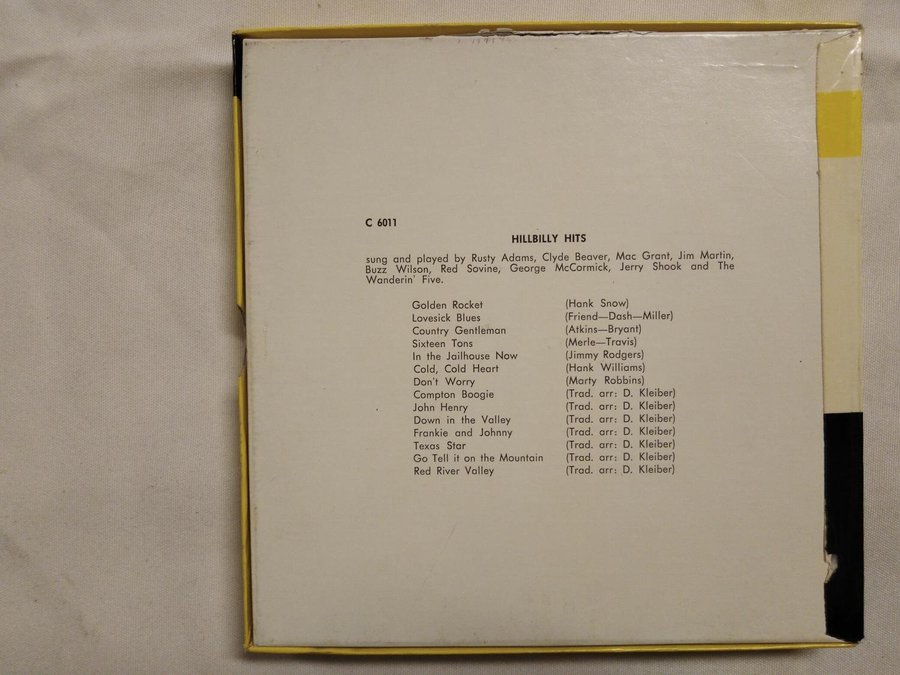 C 6011
HILLBILLY HITS
sung and played by Rusty Adams, Clyde Beaver, Mac Grant, Jim Martin,
Buzz Wilson, Red Sovine, George McCormick, Jerry Shook and The
Wanderin' Five.
Golden Rocket (Hank Snow)
Lovesick Blues (Friend—Dash—Miller)
Country Gentleman (Atkins—Bryant)
Sixteen Tons (Merle—Travis)
In the Jailhouse Now (Jimmy Rodgers)
Cold, Cold Heart (Hank Williams)
Don't Worry (Marty Robbins)
Compton Boogie (Trad. arr: D. Kleiber)
John Henry (Trad. arr: D. Kleiber)
Down in the Valley (Trad. arr: D. Kleiber)
Frankie and Johnny (Trad. arr: D. Kleiber)
Texas Star (Trad. arr: D. Kleiber)
Go Tell it on the Mountain (Trad. arr: D. Kleiber)
Red River Valley (Trad. arr: D. Kleiber)